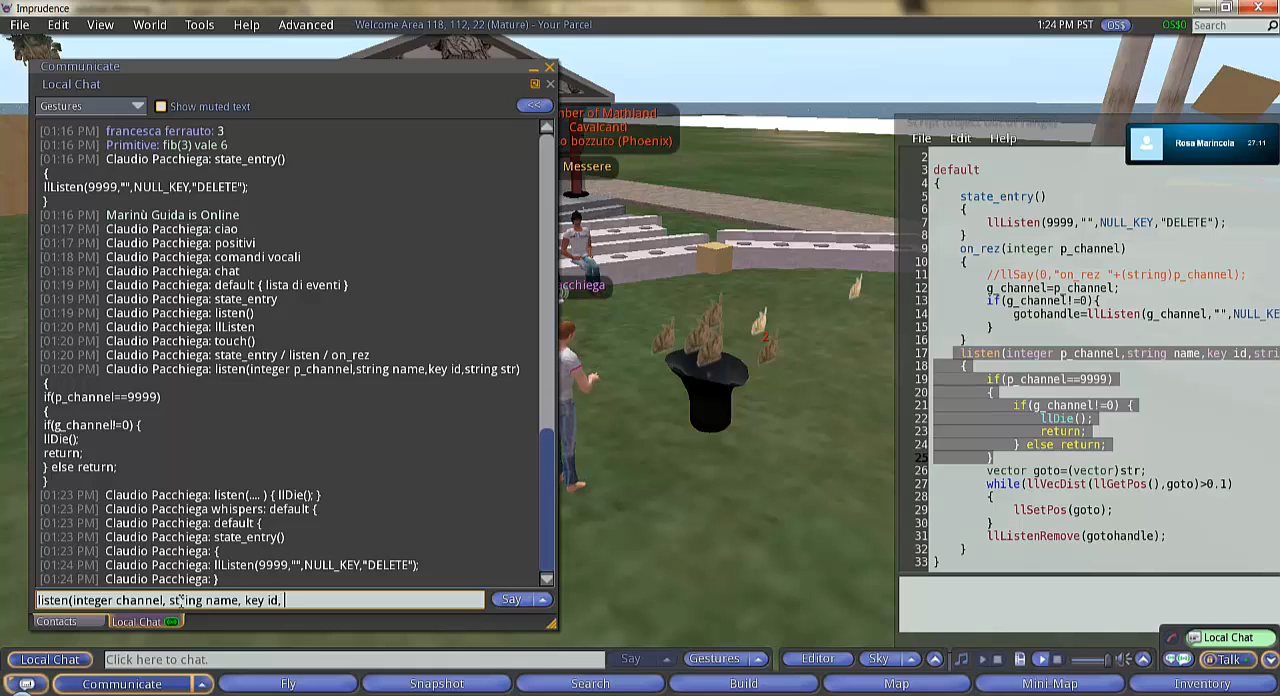 Imprudence
File Edit View World Tools Help Advanced Welcome Area 118, 112, 22 (Mature) - Your Parcel 1:24 PM PST OS$ OS$0 Search
Communicate
Local Chat
Gestures Show muted text <<
[01:16 PM] francesca ferrauto: 3
[01:16 PM] Primitive: fib(3) vale 6
[01:16 PM] Claudio Pacchiega: state_entry()
{
llListen(9999,"",NULL_KEY,"DELETE");
}
[01:16 PM] Marinù Guida is Online
[01:17 PM] Claudio Pacchiega: ciao
[01:17 PM] Claudio Pacchiega: positivi
[01:18 PM] Claudio Pacchiega: comandi vocali
[01:18 PM] Claudio Pacchiega: chat
[01:19 PM] Claudio Pacchiega: default { lista di eventi }
[01:19 PM] Claudio Pacchiega: state_entry
[01:19 PM] Claudio Pacchiega: listen()
[01:20 PM] Claudio Pacchiega: llListen
[01:20 PM] Claudio Pacchiega: touch()
[01:20 PM] Claudio Pacchiega: state_entry / listen / on_rez
[01:20 PM] Claudio Pacchiega: listen(integer p_channel,string name,key id,string str)
{
if(p_channel==9999)
{
if(g_channel!=0) {
llDie();
return;
} else return;
}
[01:23 PM] Claudio Pacchiega: listen(.... ) { llDie(); }
[01:23 PM] Claudio Pacchiega whispers: default {
[01:23 PM] Claudio Pacchiega: default {
[01:23 PM] Claudio Pacchiega: state_entry()
[01:23 PM] Claudio Pacchiega: {
[01:24 PM] Claudio Pacchiega: llListen(9999,"",NULL_KEY,"DELETE");
[01:24 PM] Claudio Pacchiega: }
listen(integer channel, string name, key id, Say
Contacts Local Chat
mber of Mathland
Cavalcanti
o bozzuto (Phoenix)
Messere
cchiega
2
File Edit Help
Rosa Marincola 27:11
2
3 default
4 {
5 state_entry()
6 {
7 llListen(9999,"",NULL_KEY,"DELETE");
8 }
9 on_rez(integer p_channel)
10 {
11 //llSay(0,"on_rez "+(string)p_channel);
12 g_channel=p_channel;
13 if(g_channel!=0){
14 gotohandle=llListen(g_channel,"",NULL_KE
15 }
16 }
17 listen(integer p_channel,string name,key id,stri
18 {
19 if(p_channel==9999)
20 {
21 if(g_channel!=0) {
22 llDie();
23 return;
24 } else return;
25 }
26 vector goto=(vector)str;
27 while(llVecDist(llGetPos(),goto)>0.1)
28 {
29 llSetPos(goto);
30 }
31 llListenRemove(gotohandle);
32 }
33 }
Local Chat
Local Chat Click here to chat. Say Gestures Editor Sky Talk
Communicate Fly Snapshot Search Build Map Mini Map Inventory